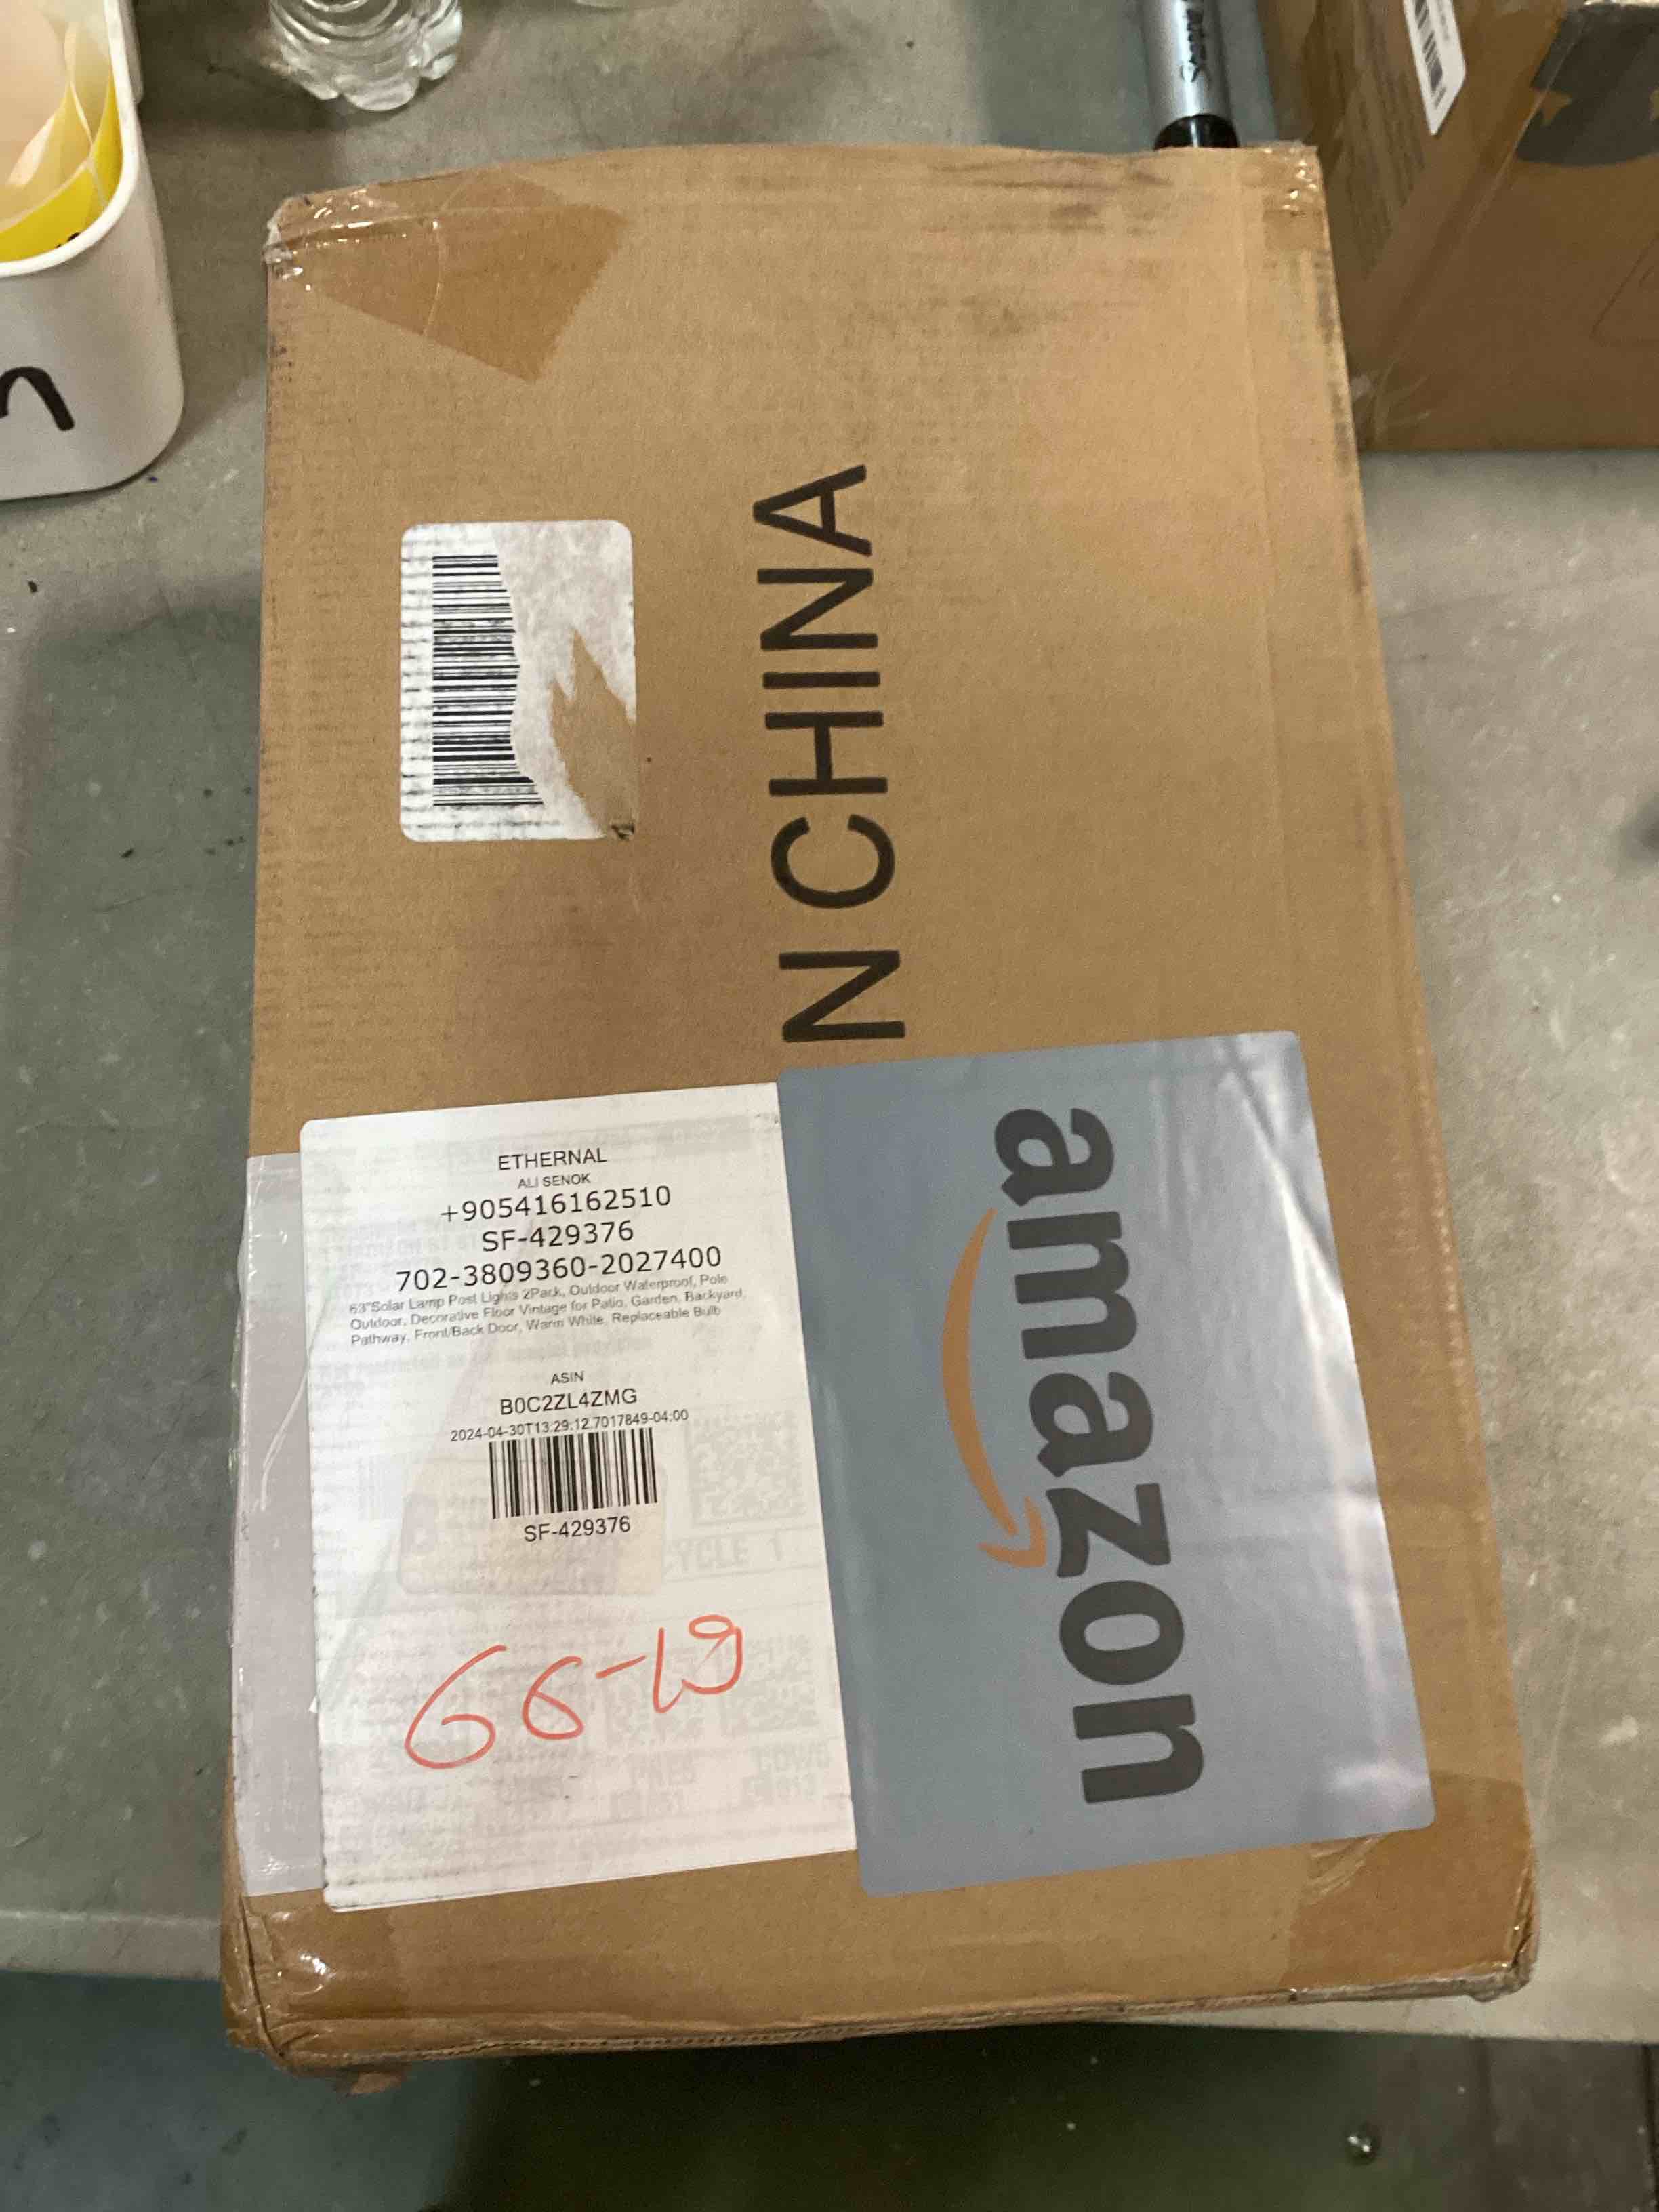 N CHINA
ETHERNAL
ALI SENOK
+905416162510
SF-429376
702-3809360-2027400
63"Solar Lamp Post Lights 2Pack, Outdoor Waterproof, Pole
Outdoor, Decorative Floor Vintage for Patio, Garden, Backyard,
Pathway, Front/Back Door, Warm White, Replaceable Bulb
ASIN
B0C2ZL4ZMG
2024-04-30T13:29:12.7017849-04:00
SF-429376
YCLE 1
66-19
amazon